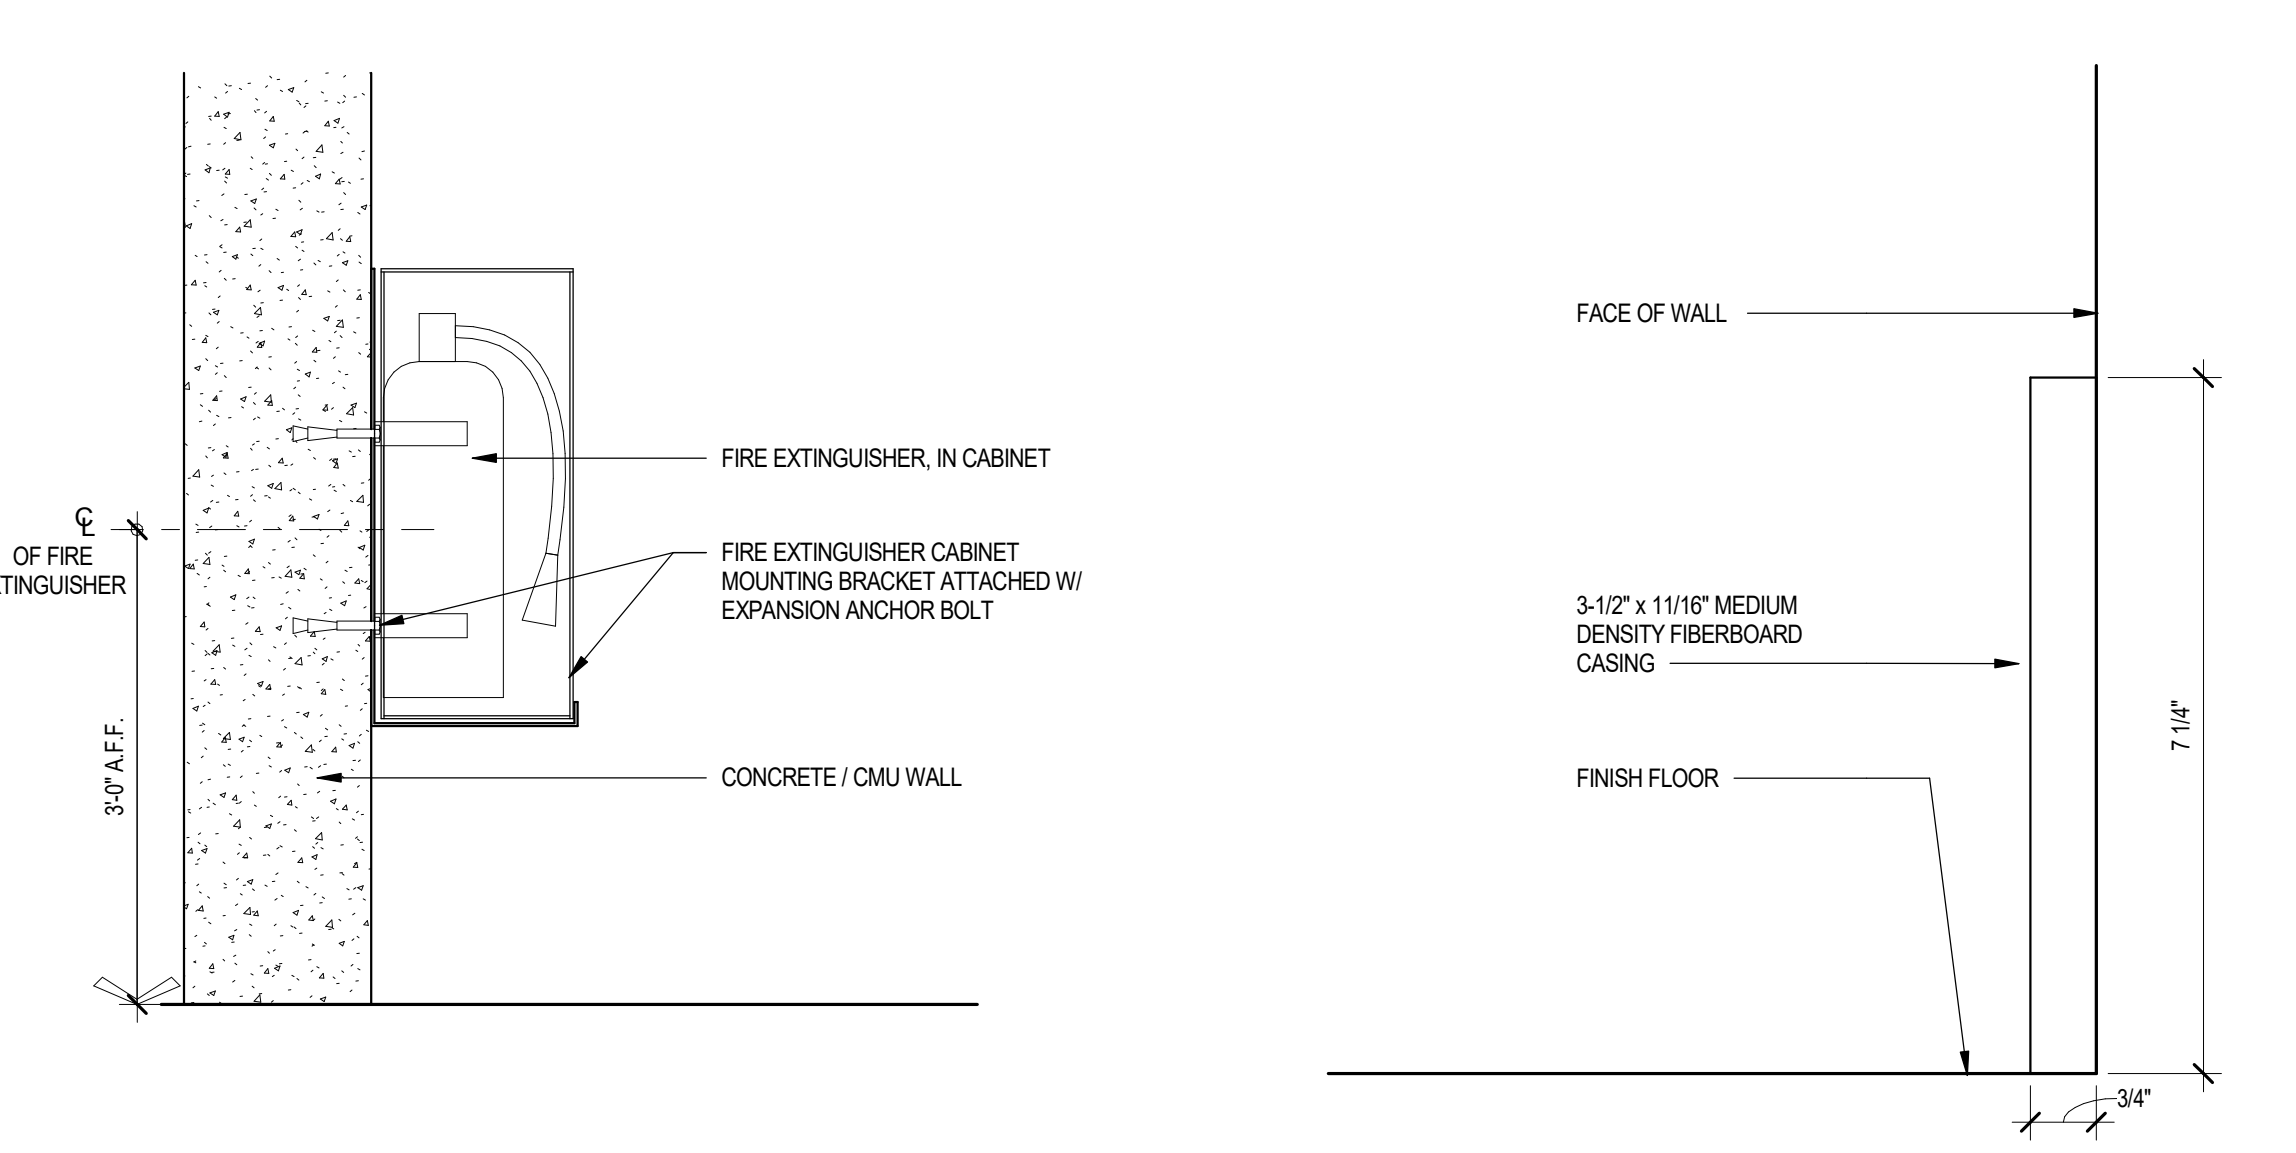 ℄
OF FIRE
XTINGUISHER
3'-0" A.F.F.
FIRE EXTINGUISHER, IN CABINET
FIRE EXTINGUISHER CABINET
MOUNTING BRACKET ATTACHED W/
EXPANSION ANCHOR BOLT
CONCRETE / CMU WALL
FACE OF WALL
3-1/2" x 11/16" MEDIUM
DENSITY FIBERBOARD
CASING
FINISH FLOOR
7 1/4"
3/4"